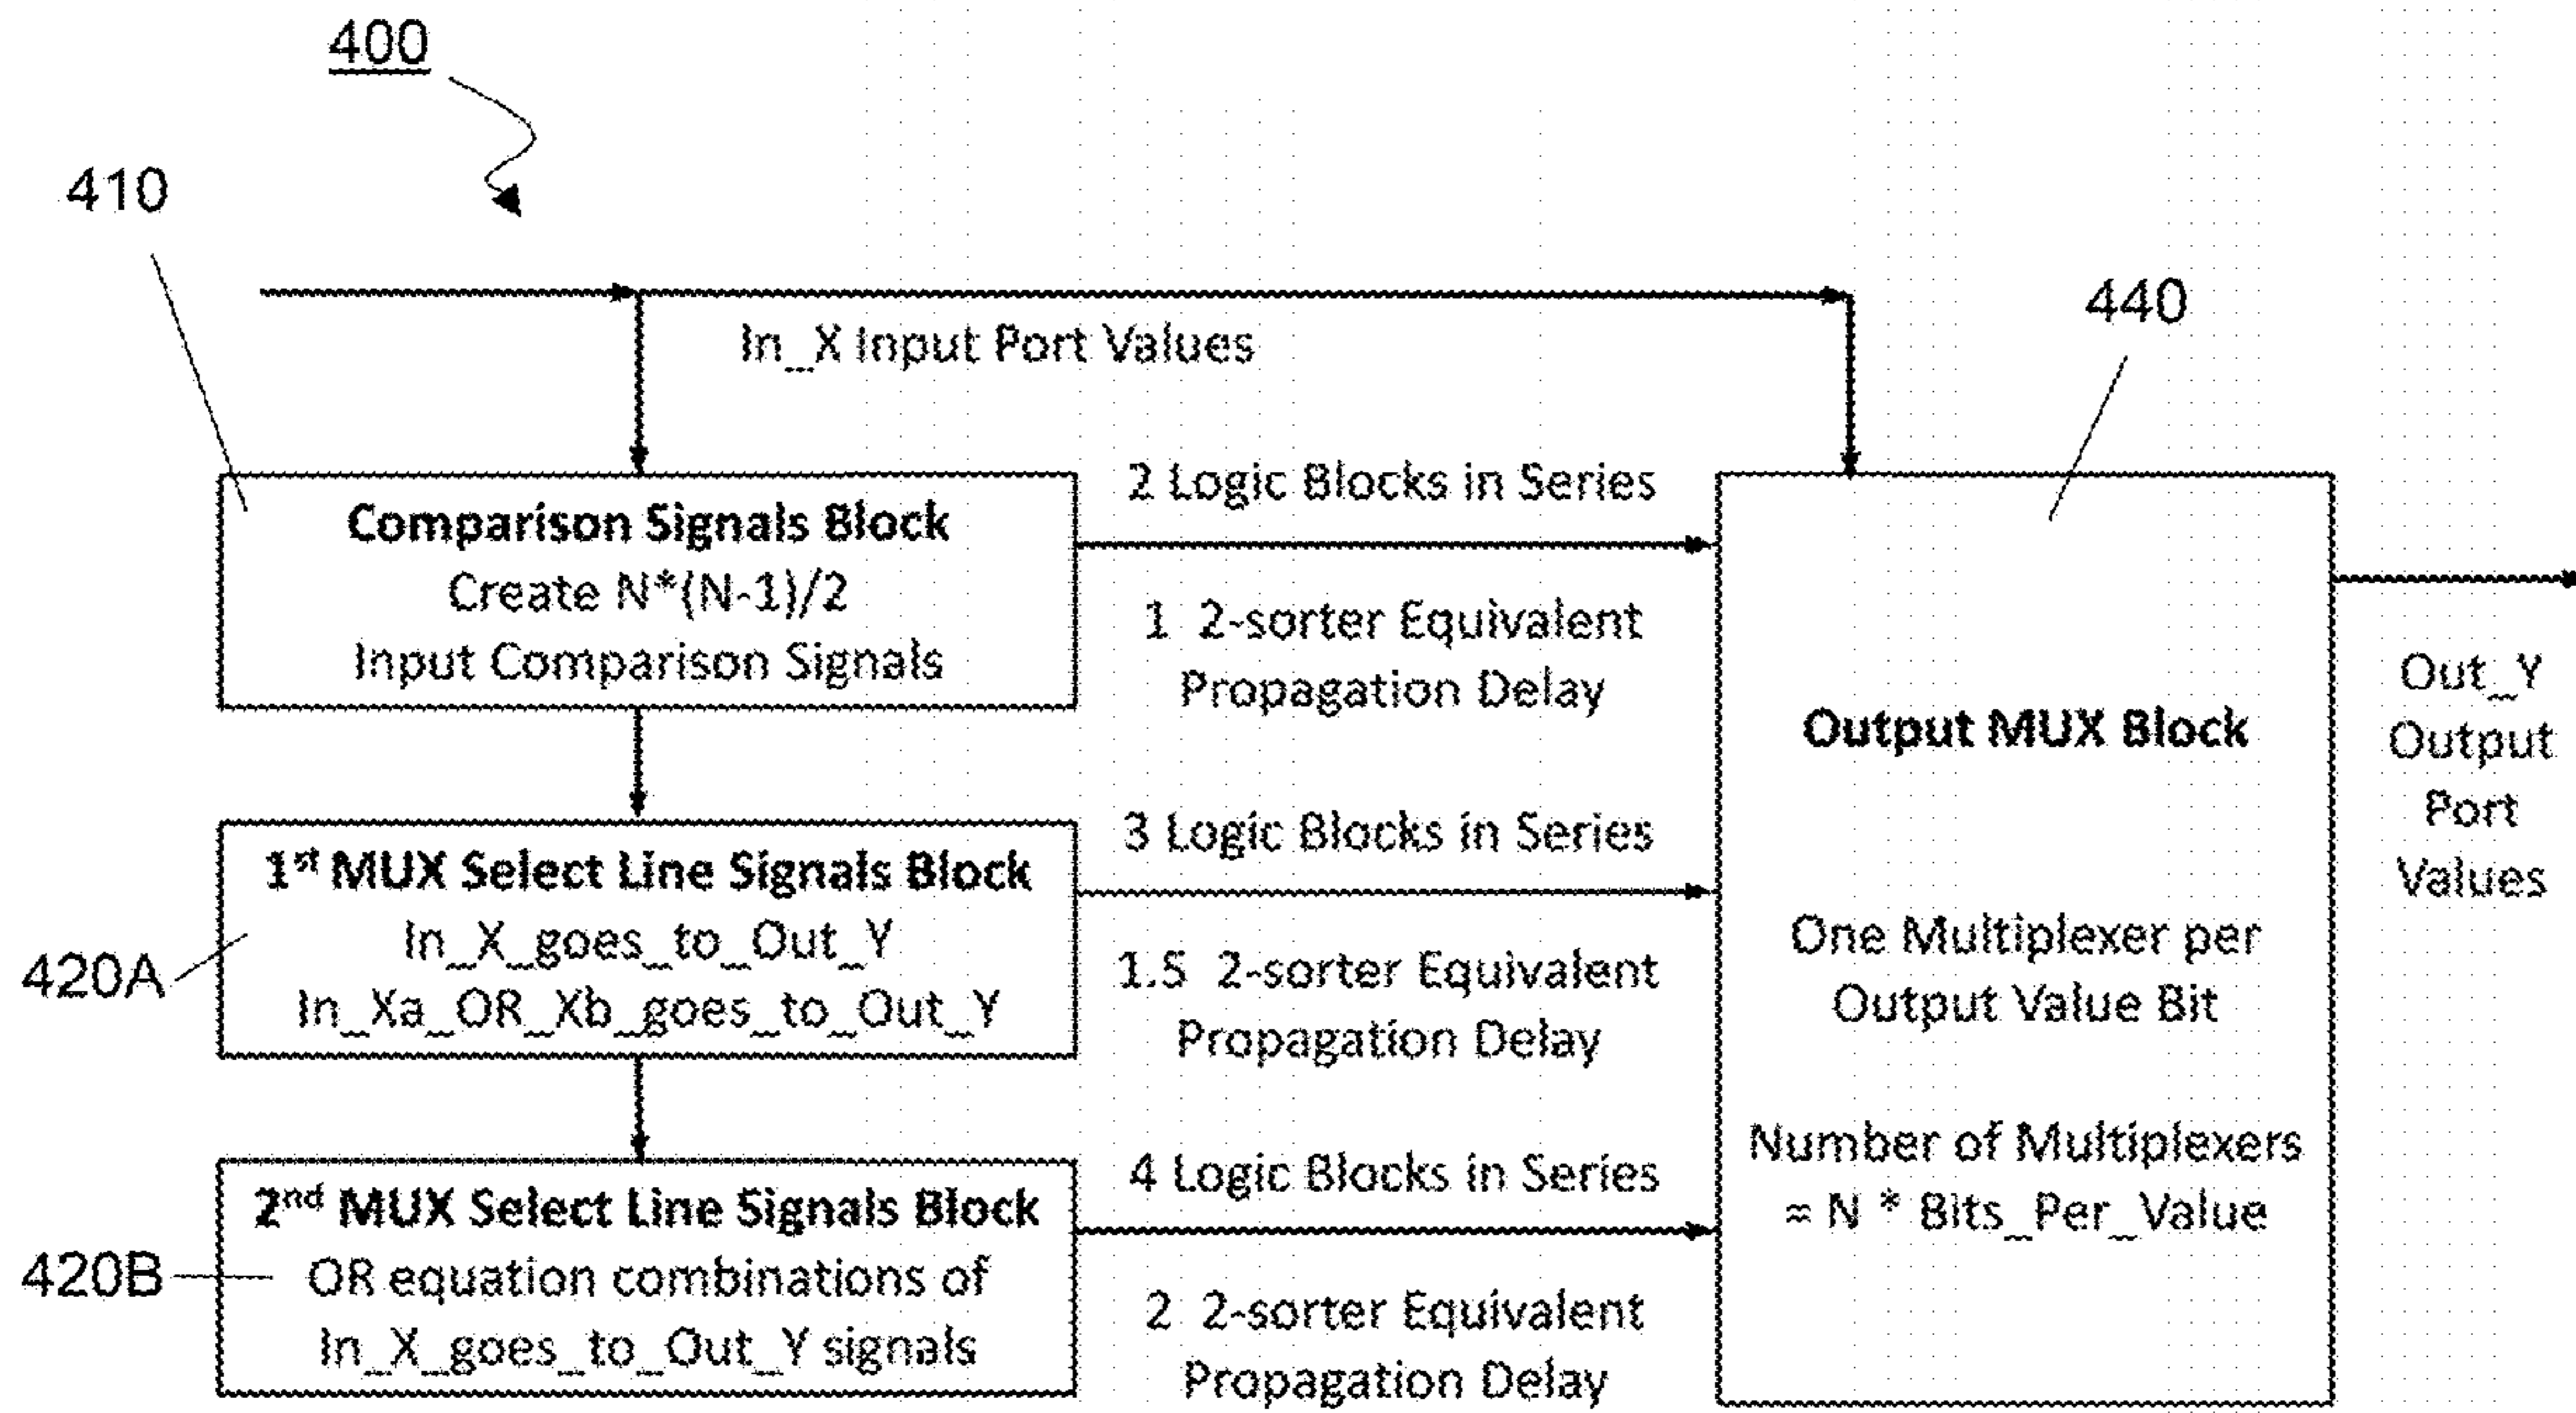 400
410
In_X Input Port Values
440
Comparison Signals Block
Create N*(N-1)/2
Input Comparison Signals
2 Logic Blocks in Series
1 2-sorter Equivalent
Propagation Delay
1st MUX Select Line Signals Block
In_X_goes_to_Out_Y
In_Xa_OR_Xb_goes_to_Out_Y
420A
3 Logic Blocks in Series
1.5 2-sorter Equivalent
Propagation Delay
2nd MUX Select Line Signals Block
OR equation combinations of
In_X_goes_to_Out_Y signals
420B
4 Logic Blocks in Series
2 2-sorter Equivalent
Propagation Delay
Output MUX Block
One Multiplexer per
Output Value Bit
Number of Multiplexers
= N * Bits_Per_Value
Out_Y
Output
Port
Values